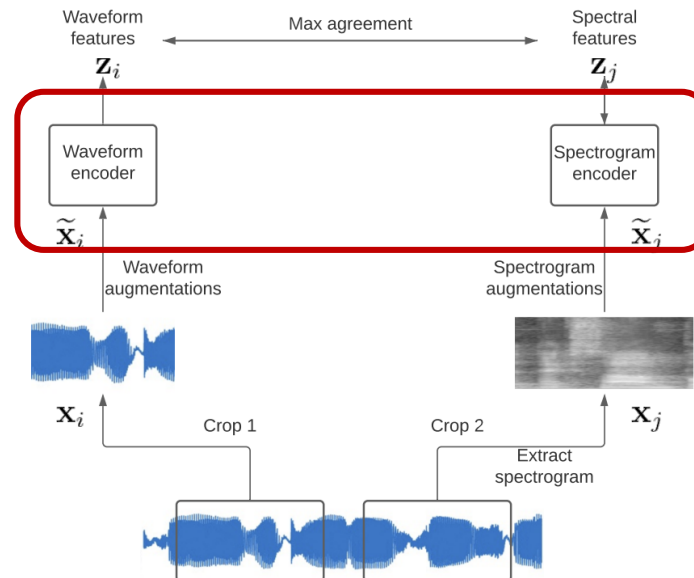 Waveform
features
Max agreement
Spectral
features
z_i
z_j
Waveform
encoder
Spectrogram
encoder
x̃_i
x̃_j
Waveform
augmentations
Spectrogram
augmentations
x_i
x_j
Crop 1
Crop 2
Extract
spectrogram